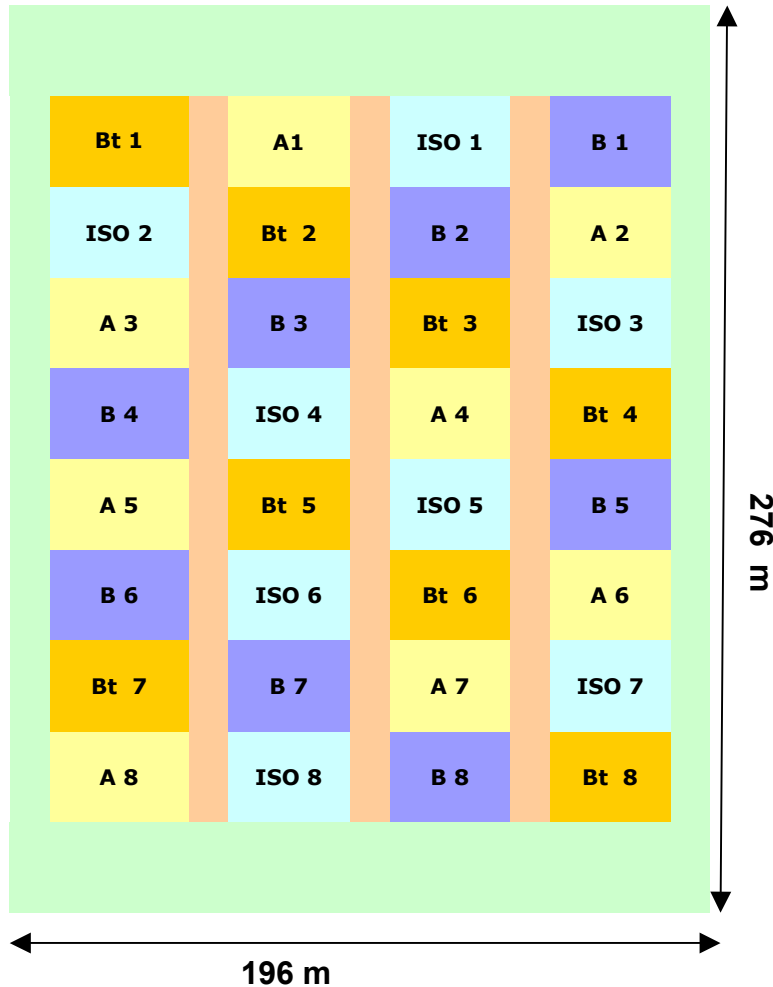 Bt 1 A1 ISO 1 B 1
ISO 2 Bt 2 B 2 A 2
A 3 B 3 Bt 3 ISO 3
B 4 ISO 4 A 4 Bt 4
A 5 Bt 5 ISO 5 B 5
B 6 ISO 6 Bt 6 A 6
Bt 7 B 7 A 7 ISO 7
A 8 ISO 8 B 8 Bt 8
276 m
196 m